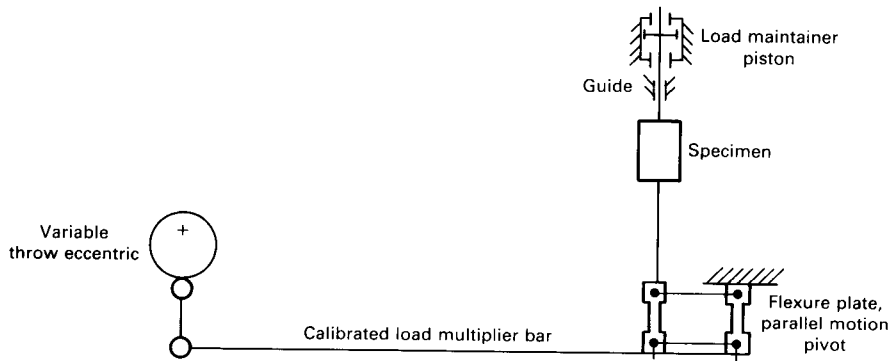 Load maintainer
piston
Guide
Specimen
Variable
throw eccentric
Calibrated load multiplier bar
Flexure plate,
parallel motion
pivot